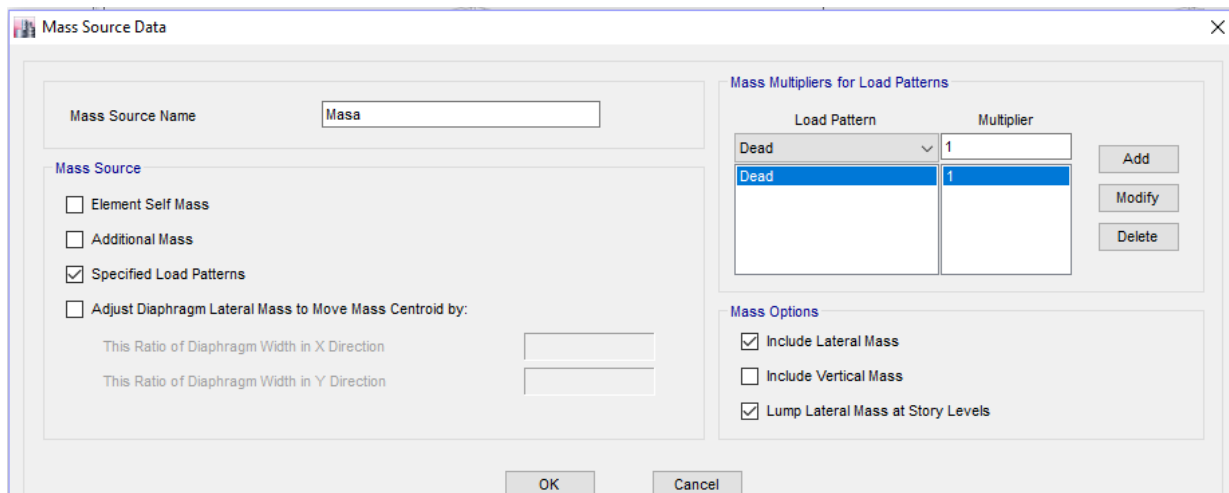 Mass Source Data
Mass Source Name
Masa
Mass Source
Element Self Mass
Additional Mass
Specified Load Patterns
Adjust Diaphragm Lateral Mass to Move Mass Centroid by:
This Ratio of Diaphragm Width in X Direction
This Ratio of Diaphragm Width in Y Direction
Mass Multipliers for Load Patterns
Load Pattern Multiplier
Dead 1
Dead 1
Add
Modify
Delete
Mass Options
Include Lateral Mass
Include Vertical Mass
Lump Lateral Mass at Story Levels
OK Cancel